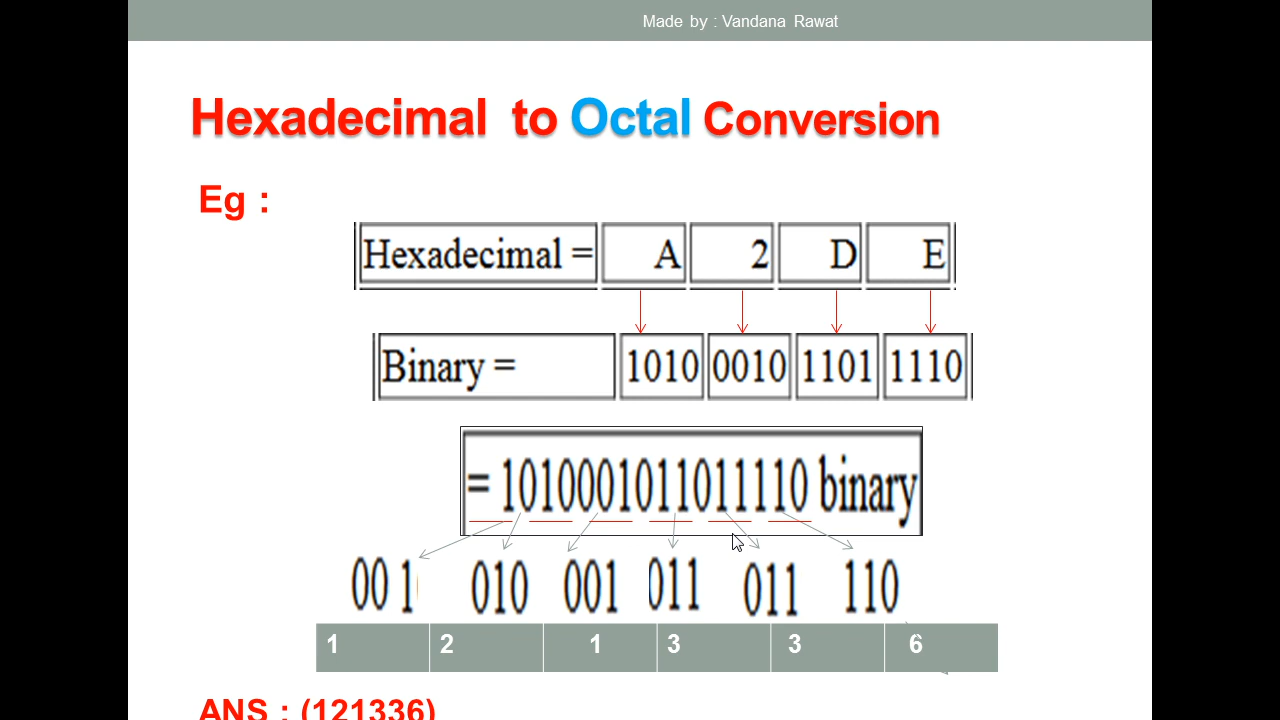 Made by : Vandana Rawat
Hexadecimal to Octal Conversion
Eg :
Hexadecimal = A 2 D E
Binary = 1010 0010 1101 1110
= 1010001011011110 binary
00 1 010 001 011 011 110
1 2 1 3 3 6
ANS : (121336)